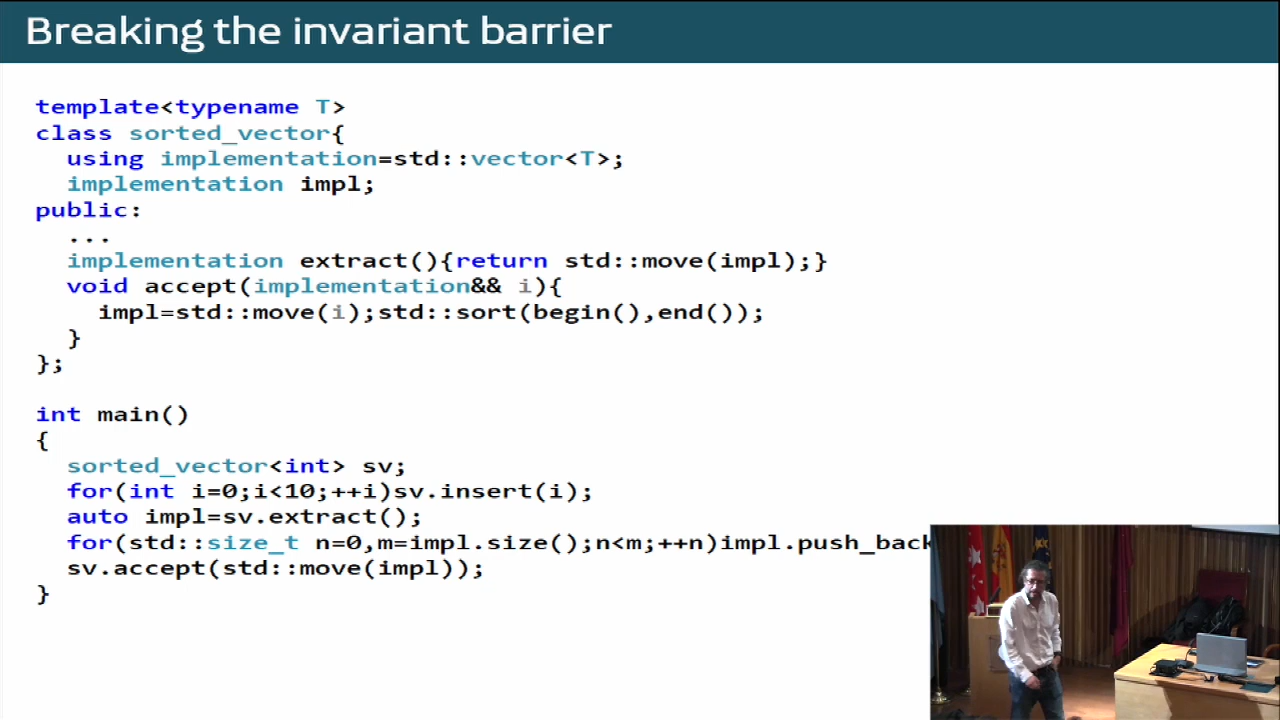 Breaking the invariant barrier
template<typename T>
class sorted_vector{
using implementation=std::vector<T>;
implementation impl;
public:
...
implementation extract(){return std::move(impl);}
void accept(implementation&& i){
impl=std::move(i);std::sort(begin(),end());
}
};
int main()
{
sorted_vector<int> sv;
for(int i=0;i<10;++i)sv.insert(i);
auto impl=sv.extract();
for(std::size_t n=0,m=impl.size();n<m;++n)impl.push_back
sv.accept(std::move(impl));
}